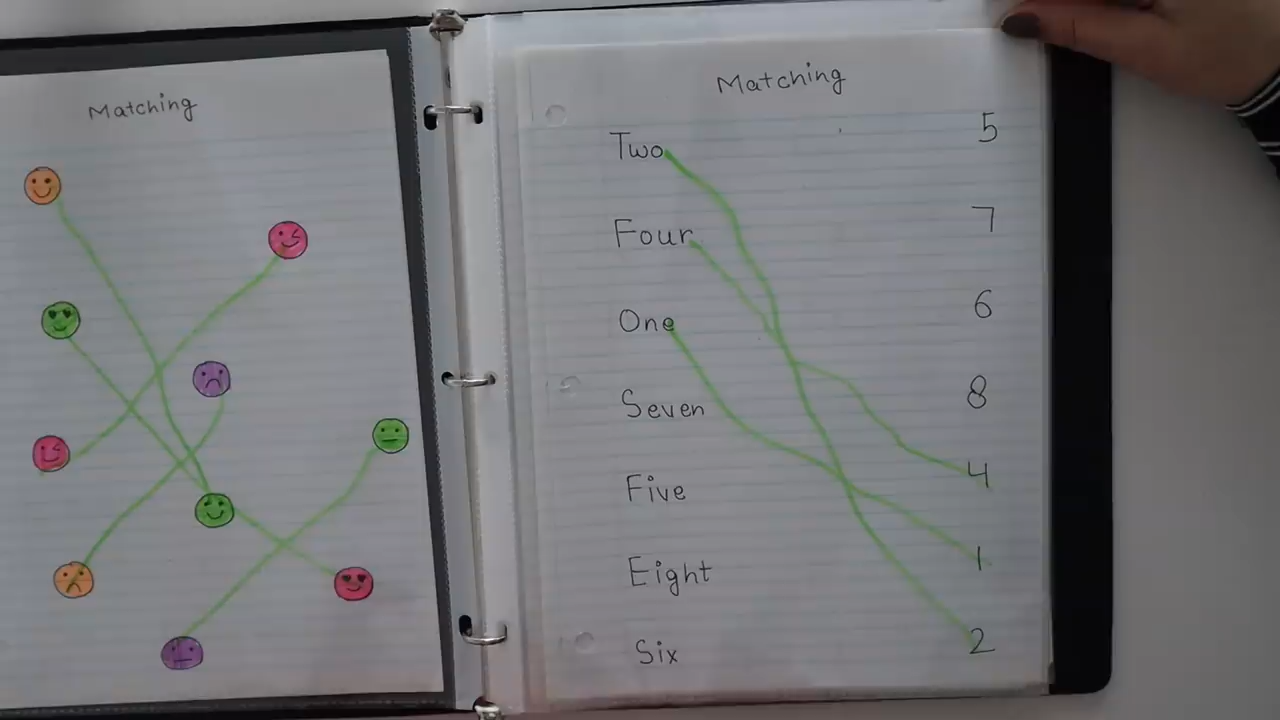 Matching
Matching
Two 5
Four 7
One 6
Seven 8
Five 4
Eight 1
Six 2